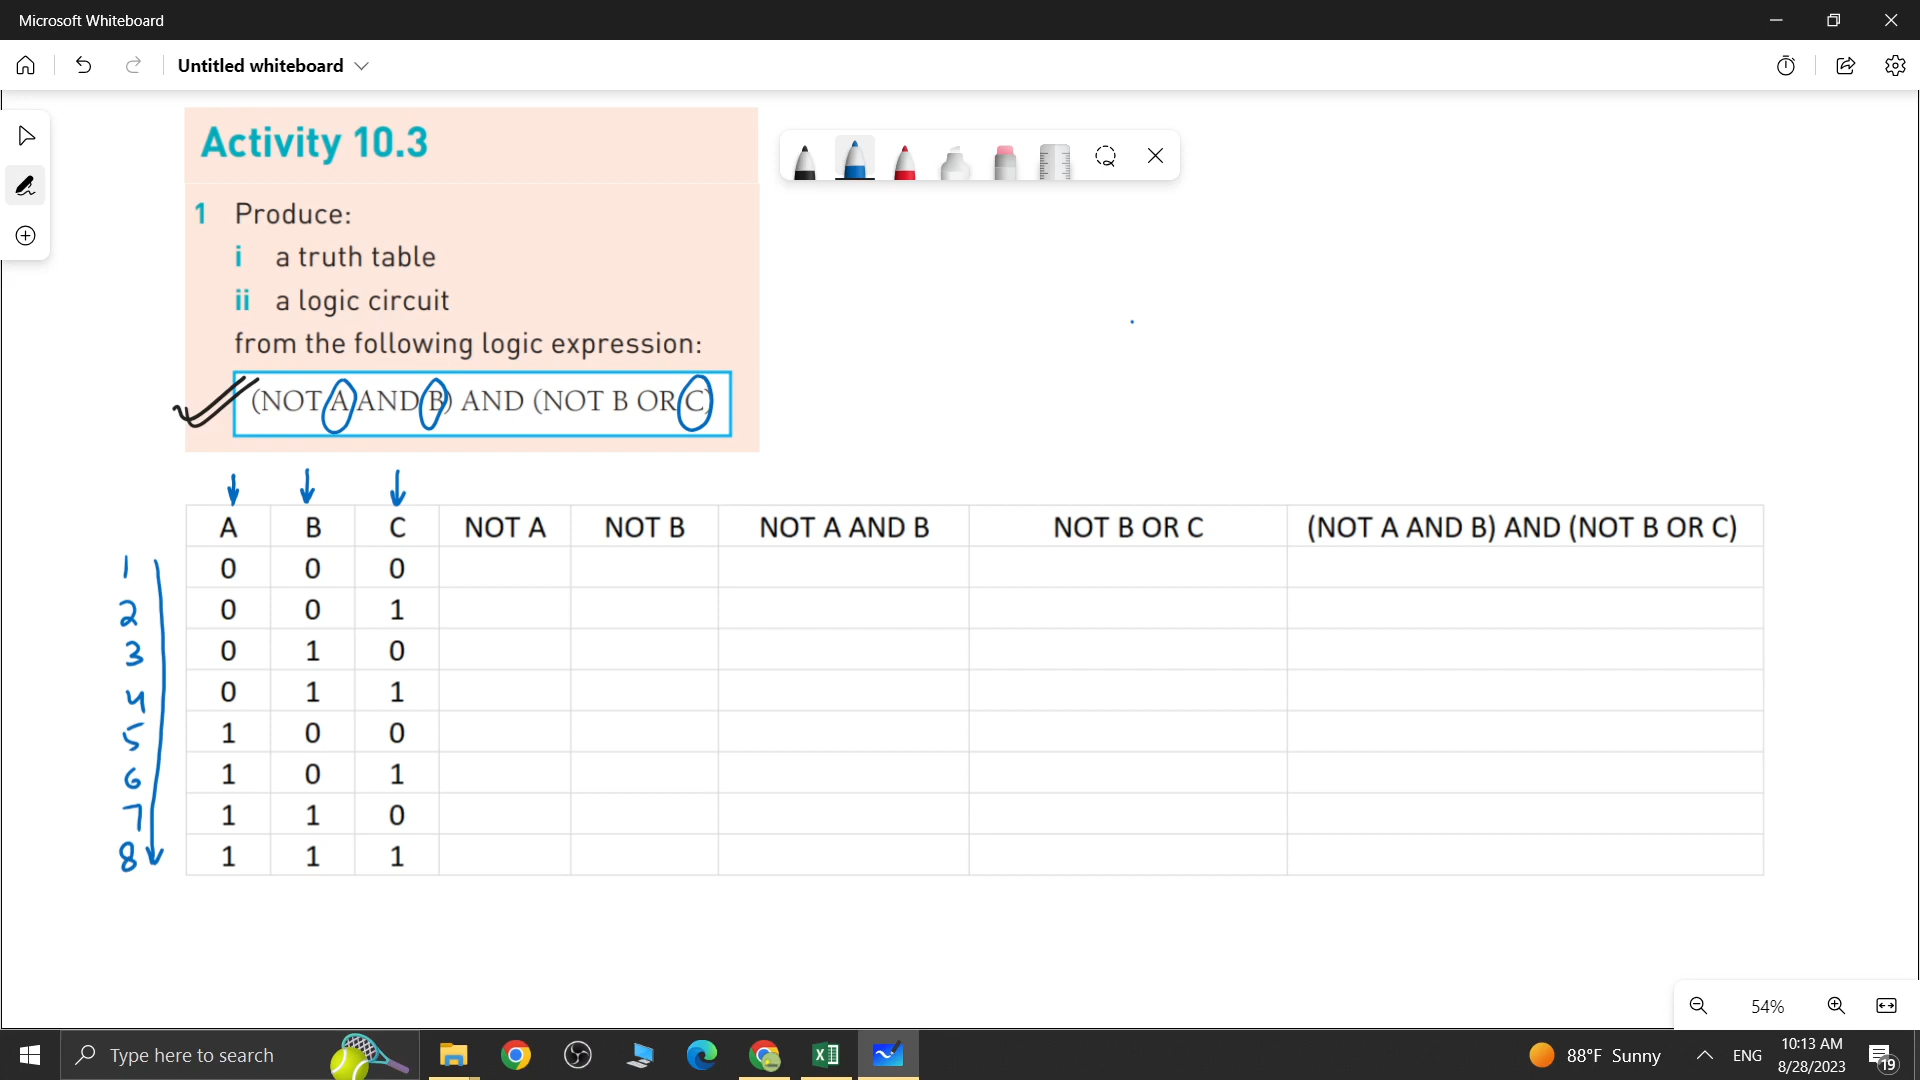 Microsoft Whiteboard
Untitled whiteboard
Activity 10.3
1 Produce:
i a truth table
ii a logic circuit
from the following logic expression:
(NOT A AND B) AND (NOT B OR C)
A B C NOT A NOT B NOT A AND B NOT B OR C (NOT A AND B) AND (NOT B OR C)
1 0 0 0
2 0 0 1
3 0 1 0
4 0 1 1
5 1 0 0
6 1 0 1
7 1 1 0
8 1 1 1
54%
Type here to search
88°F Sunny
ENG
10:13 AM
8/28/2023
19